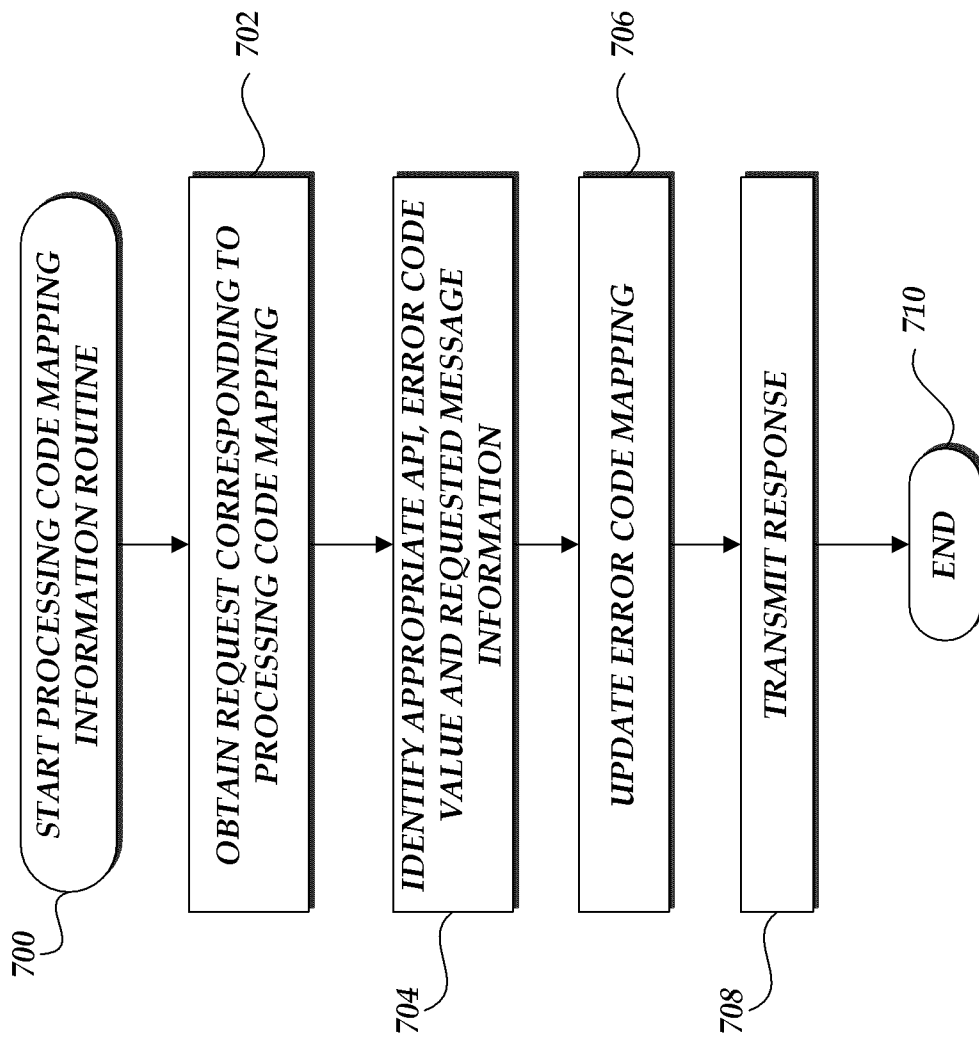 700
START PROCESSING CODE MAPPING
INFORMATION ROUTINE
702
OBTAIN REQUEST CORRESPONDING TO
PROCESSING CODE MAPPING
704
IDENTIFY APPROPRIATE API, ERROR CODE
VALUE AND REQUESTED MESSAGE
INFORMATION
706
UPDATE ERROR CODE MAPPING
708
TRANSMIT RESPONSE
710
END